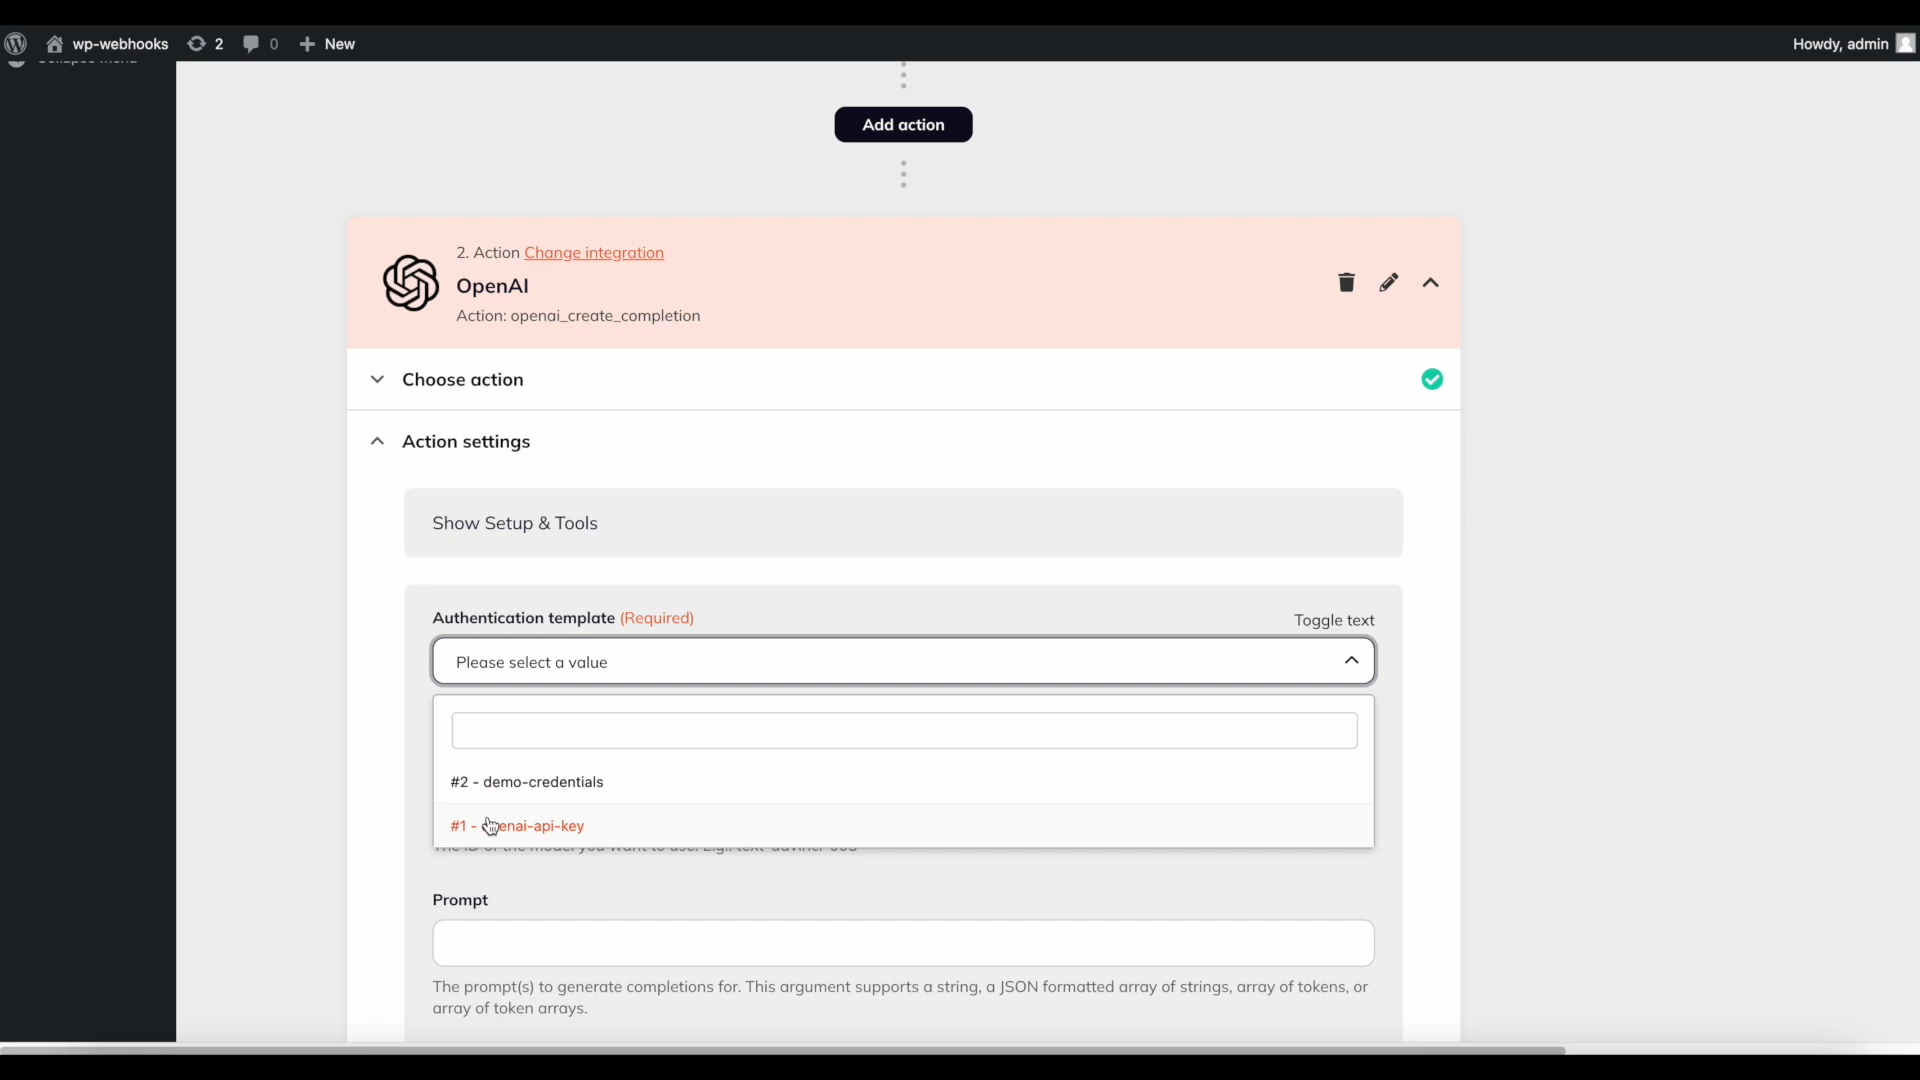 wp-webhooks 2 0 New Howdy, admin
Add action
2. Action Change integration
OpenAI
Action: openai_create_completion
Choose action
Action settings
Show Setup & Tools
Authentication template (Required) Toggle text
Please select a value
#2 - demo-credentials
#1 - enai-api-key
Prompt
The prompt(s) to generate completions for. This argument supports a string, a JSON formatted array of strings, array of tokens, or
array of token arrays.